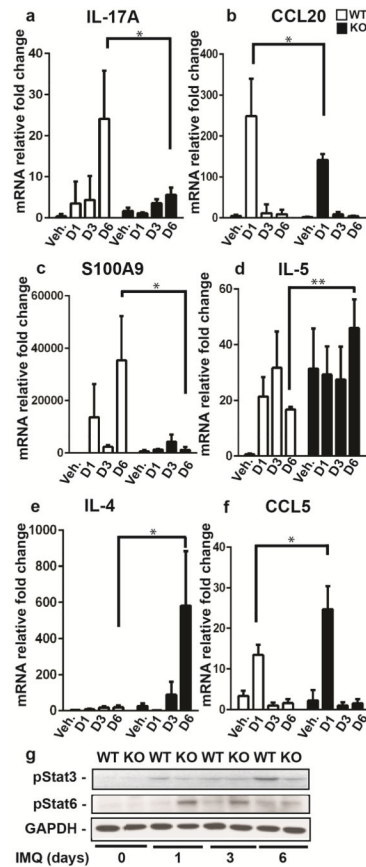 a IL-17A
b CCL20
WT
KO
mRNA relative fold change
40
30
20
10
0
*
Veh. D1 D3 D6 Veh. D1 D3 D6
mRNA relative fold change
400
300
200
100
0
*
Veh. D1 D3 D6 Veh. D1 D3 D6
c S100A9
mRNA relative fold change
60000
40000
20000
0
*
Veh. D1 D3 D6 Veh. D1 D3 D6
d IL-5
mRNA relative fold change
60
40
20
0
**
Veh. D1 D3 D6 Veh. D1 D3 D6
e IL-4
mRNA relative fold change
1000
800
600
400
200
0
*
Veh. D1 D3 D6 Veh. D1 D3 D6
f CCL5
mRNA relative fold change
40
30
20
10
0
*
Veh. D1 D3 D6 Veh. D1 D3 D6
g WT KO WT KO WT KO WT KO
pStat3 -
pStat6 -
GAPDH -
IMQ (days) 0 1 3 6